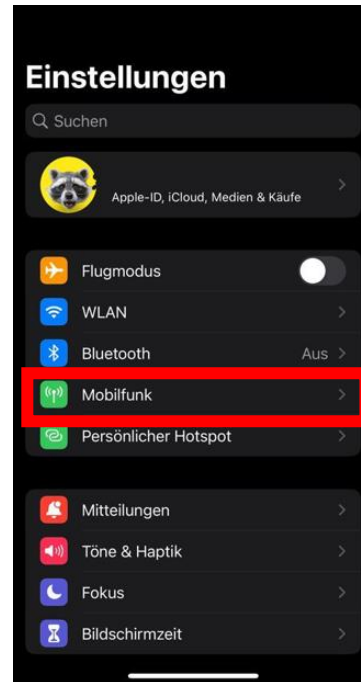 Einstellungen
Suchen
Apple-ID, iCloud, Medien & Käufe
Flugmodus
WLAN
Bluetooth Aus
Mobilfunk
Persönlicher Hotspot
Mitteilungen
Töne & Haptik
Fokus
Bildschirmzeit